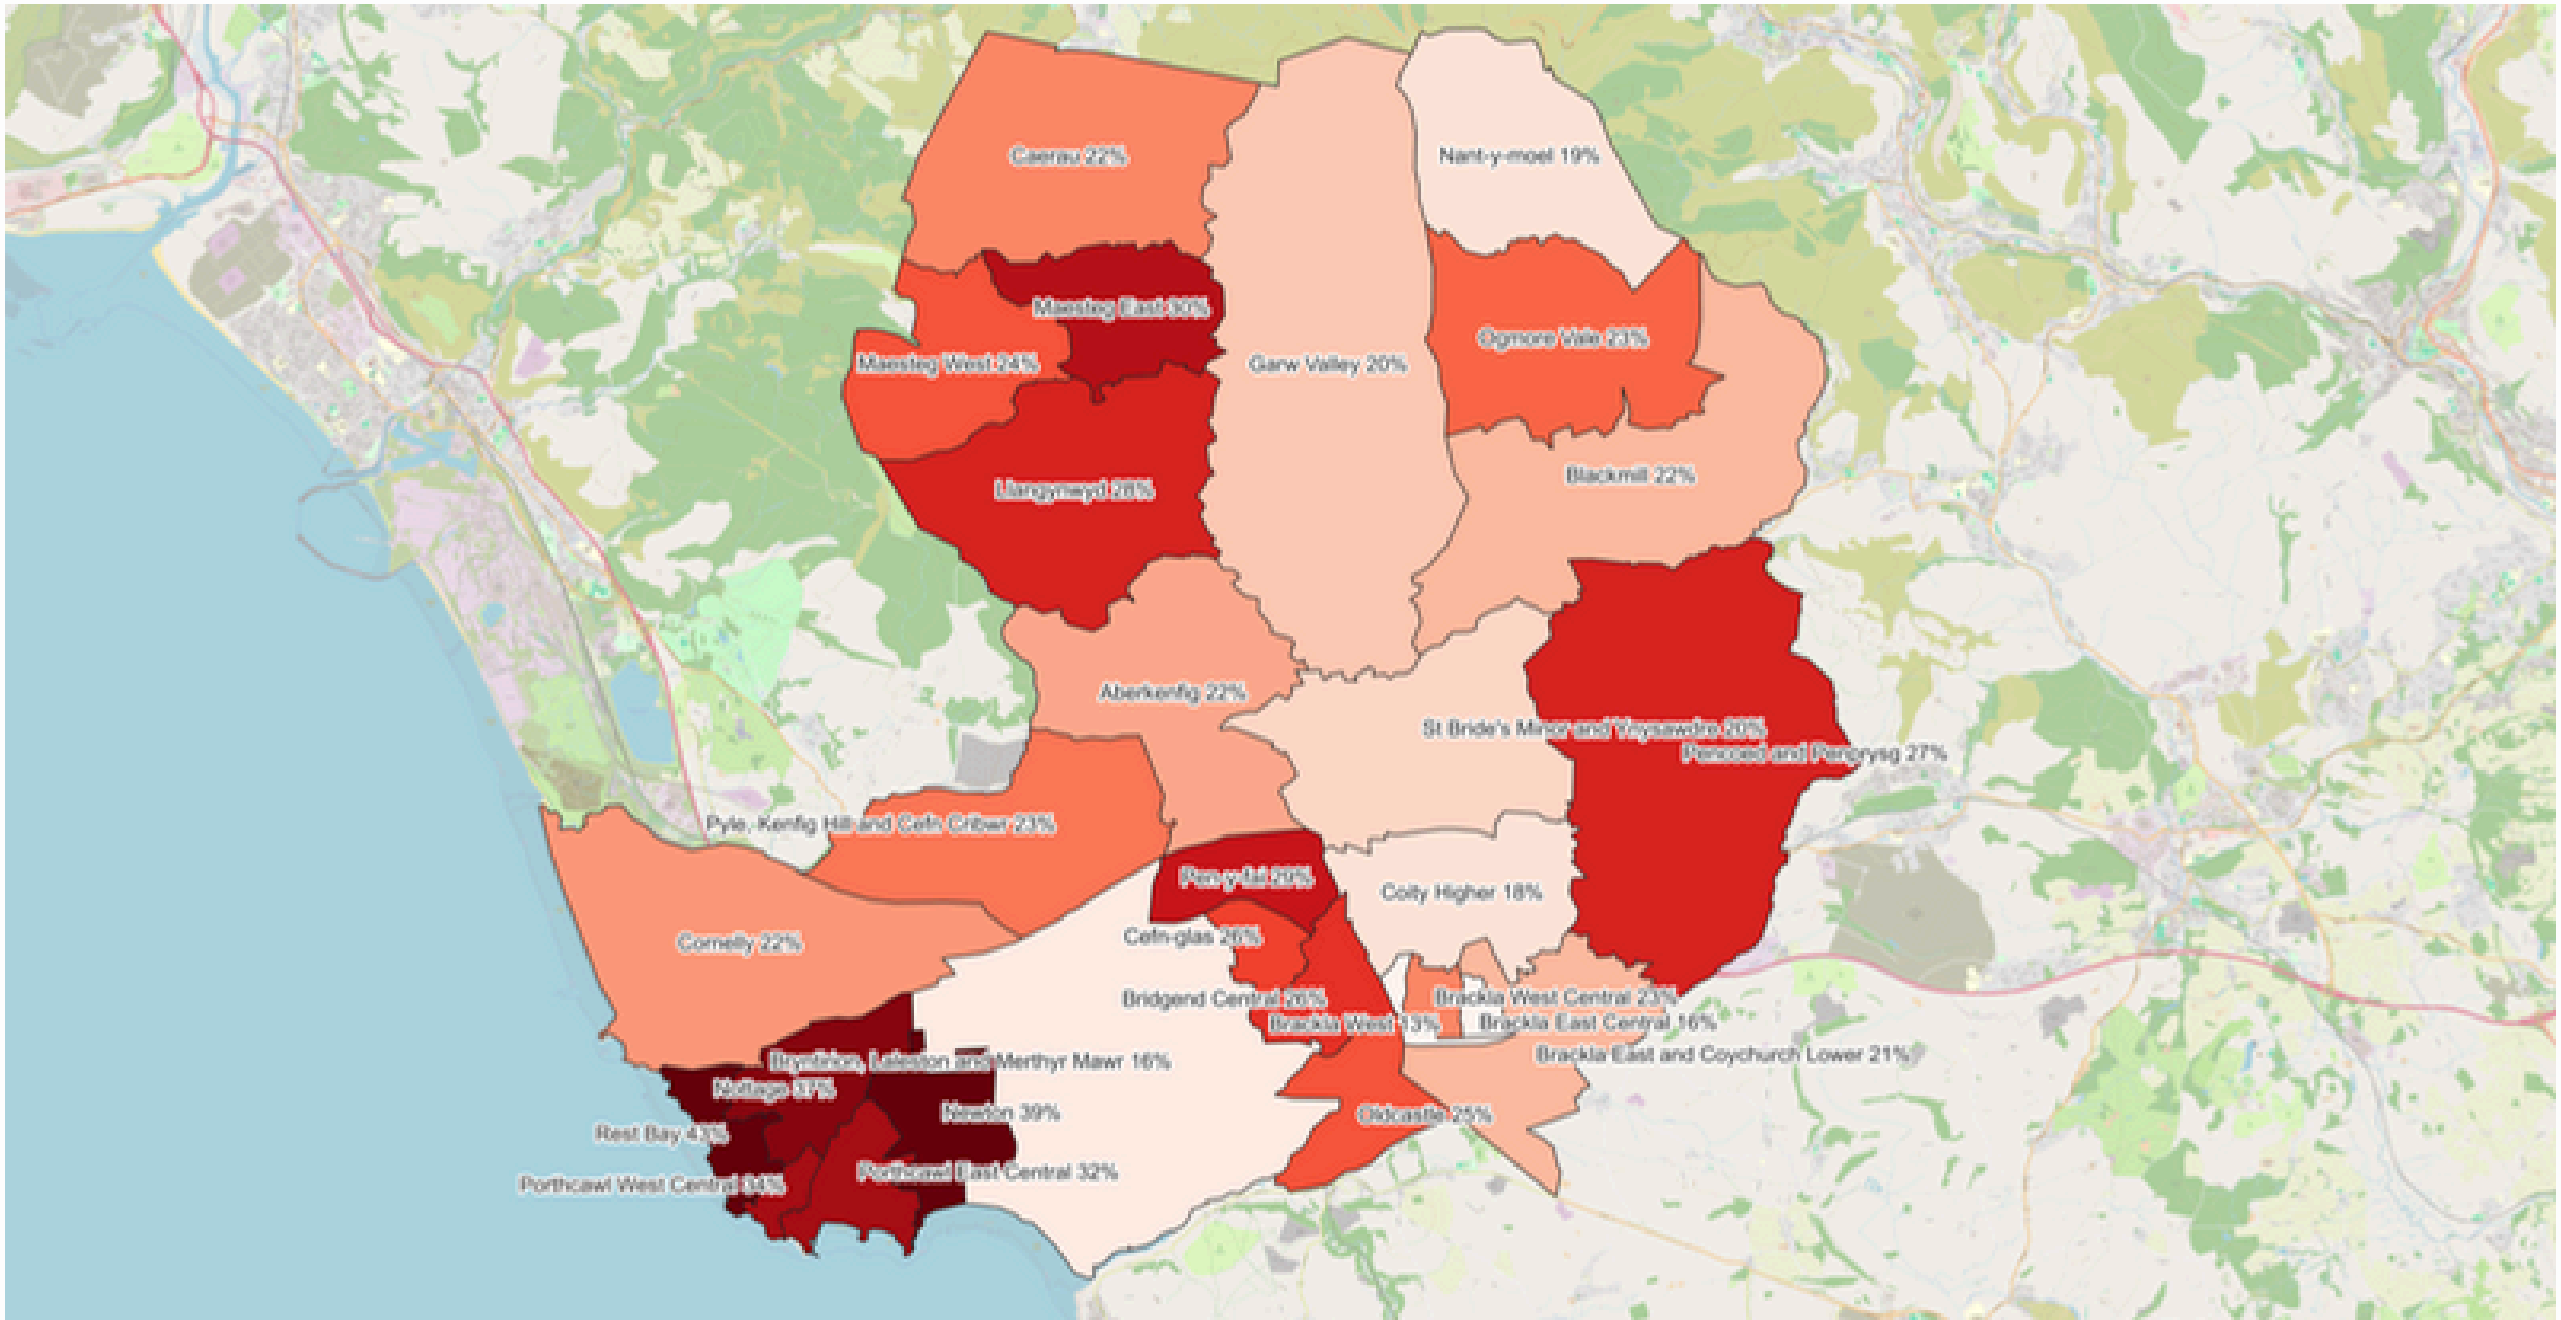 Caerau 22%
Nant-y-moel 19%
Maesteg East 30%
Ogmore Vale 23%
Maesteg West 24%
Garw Valley 20%
Blackmill 22%
Llangynwyd 28%
Aberkenfig 22%
St Bride's Minor and Ynysawdre 20%
Pencoed and Penprysg 27%
Pyle, Kenfig Hill and Cefn Cribwr 23%
Pen-y-fai 29%
Coity Higher 18%
Cefn-glas 26%
Cornelly 22%
Bridgend Central 26%
Brackla West Central 23%
Brackla West 13%
Brackla East Central 16%
Brackla East and Coychurch Lower 21%
Bryntirion, Laleston and Merthyr Mawr 16%
Nottage 37%
Newton 39%
Oldcastle 25%
Rest Bay 43%
Porthcawl East Central 32%
Porthcawl West Central 34%